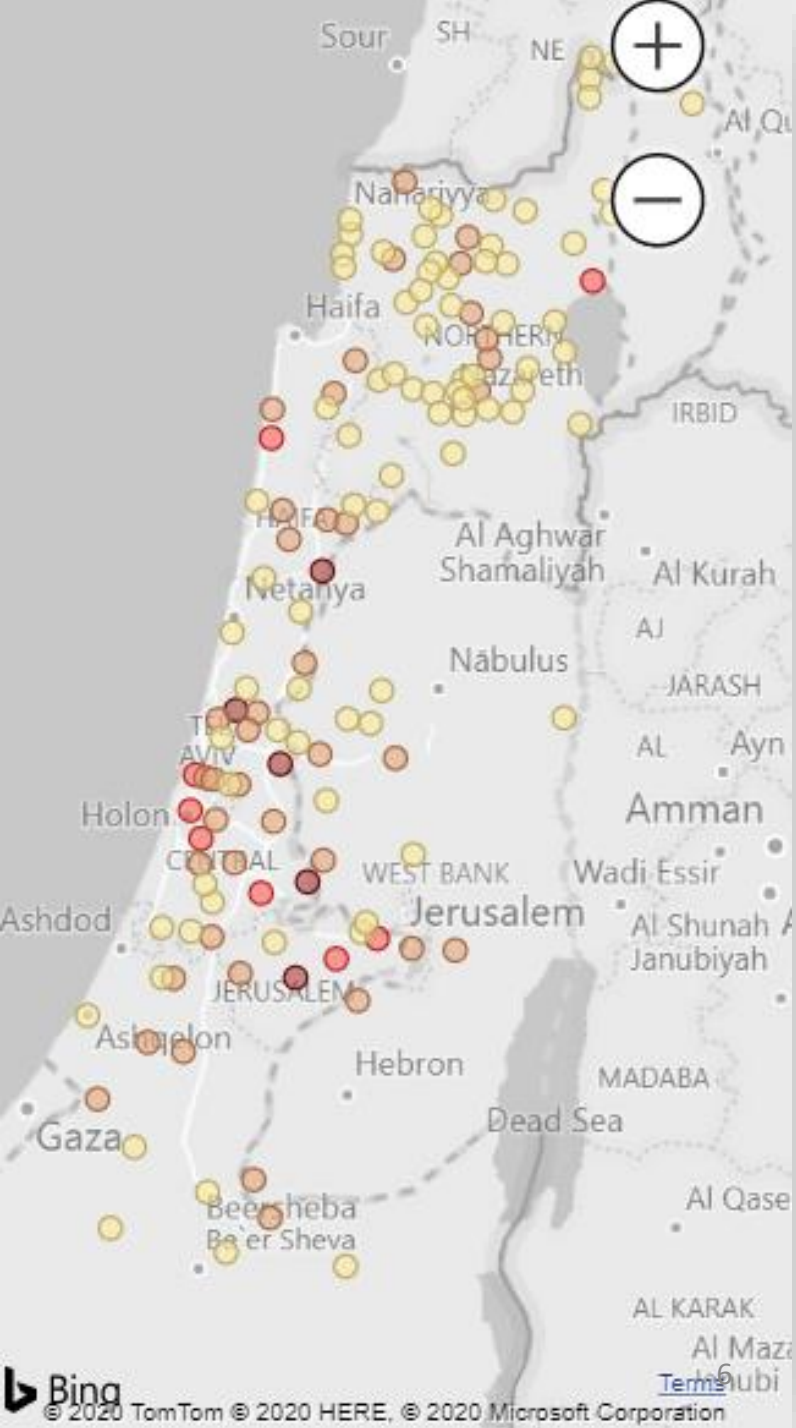 Sour
SH
NE
Al Qu
Nahariyya
Haifa
NORTHERN
Nazareth
IRBID
HAIFA
Al Aghwar
Shamaliyah
Al Kurah
Netanya
AJ
Nābulus
JARASH
TEL
AVIV
AL
Ayn
Holon
Amman
CENTRAL
WEST BANK
Wadi Essir
Ashdod
Jerusalem
Al Shunah
Janubiyah
A
JERUSALEM
Ashqelon
Hebron
MADABA
Dead Sea
Gaza
Al Qase
Beersheba
Be'er Sheva
AL KARAK
Al Maza
Janubi
6
Terms
Bing
© 2020 TomTom © 2020 HERE, © 2020 Microsoft Corporation